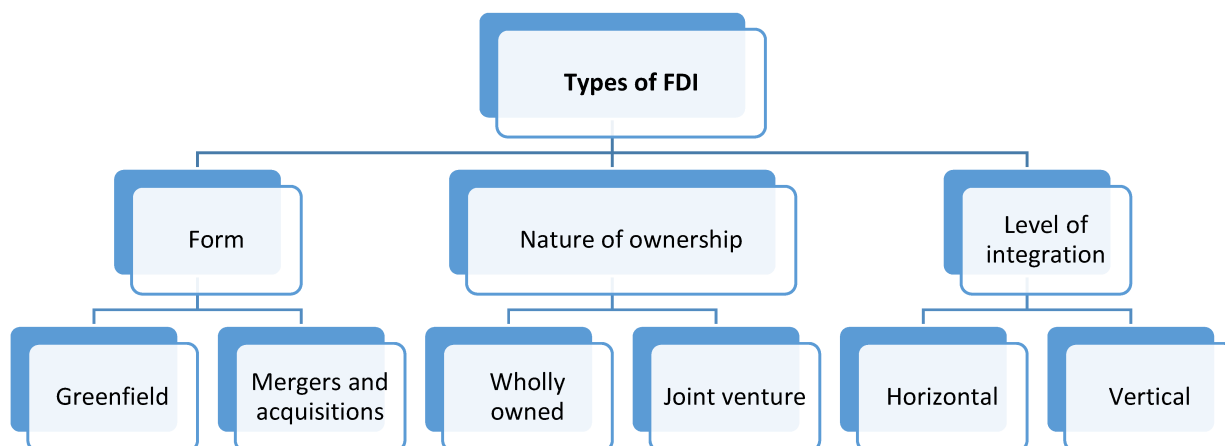 Types of FDI
Form
Nature of ownership
Level of
integration
Greenfield
Mergers and
acquisitions
Wholly
owned
Joint venture
Horizontal
Vertical